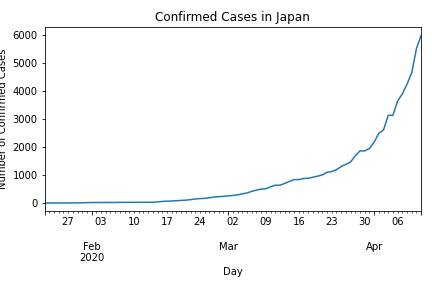 Confirmed Cases in Japan
Number of Confirmed Cases
6000
5000
4000
3000
2000
1000
0
27 03 10 17 24 02 09 16 23 30 06
Feb Mar Apr
2020
Day